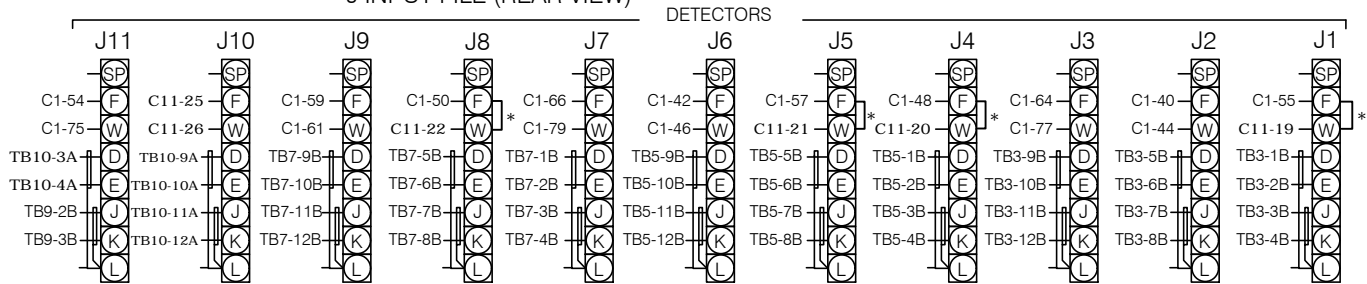 DETECTORS
J11 J10 J9 J8 J7 J6 J5 J4 J3 J2 J1
SP SP SP SP SP SP SP SP SP SP SP
C1-54 F C11-25 F C1-59 F C1-50 F C1-66 F C1-42 F C1-57 F C1-48 F C1-64 F C1-40 F C1-55 F
C1-75 W C11-26 W C1-61 W C11-22 W * C1-79 W C1-46 W C11-21 W * C11-20 W * C1-77 W C1-44 W C11-19 W *
TB10-3A D TB10-9A D TB7-9B D TB7-5B D TB7-1B D TB5-9B D TB5-5B D TB5-1B D TB3-9B D TB3-5B D TB3-1B D
TB10-4A E TB10-10A E TB7-10B E TB7-6B E TB7-2B E TB5-10B E TB5-6B E TB5-2B E TB3-10B E TB3-6B E TB3-2B E
TB9-2B J TB10-11A J TB7-11B J TB7-7B J TB7-3B J TB5-11B J TB5-7B J TB5-3B J TB3-11B J TB3-7B J TB3-3B J
TB9-3B K TB10-12A K TB7-12B K TB7-8B K TB7-4B K TB5-12B K TB5-8B K TB5-4B K TB3-12B K TB3-8B K TB3-4B K
L L L L L L L L L L L